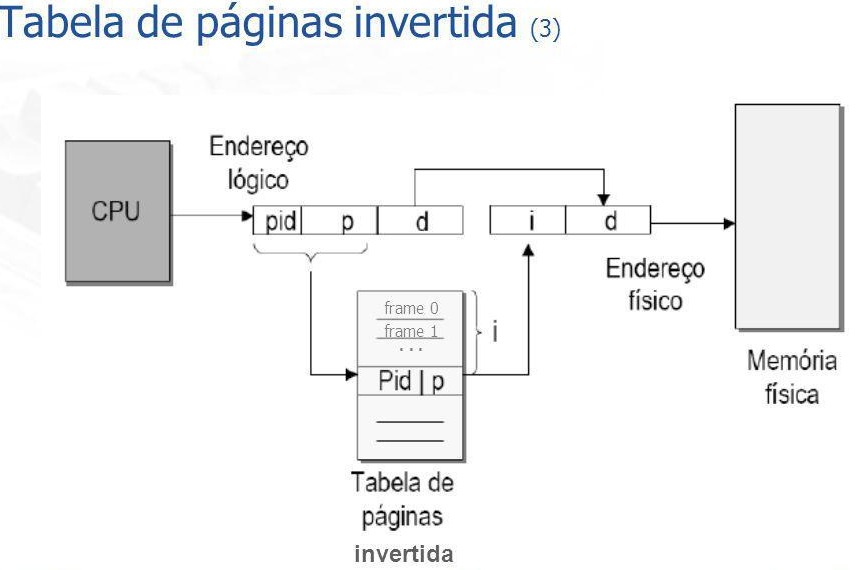 Tabela de páginas invertida (3)
Endereço
lógico
CPU
pid p d
i d
Endereço
físico
frame 0
frame 1
...
i
Pid | p
Memória
física
Tabela de
páginas
invertida